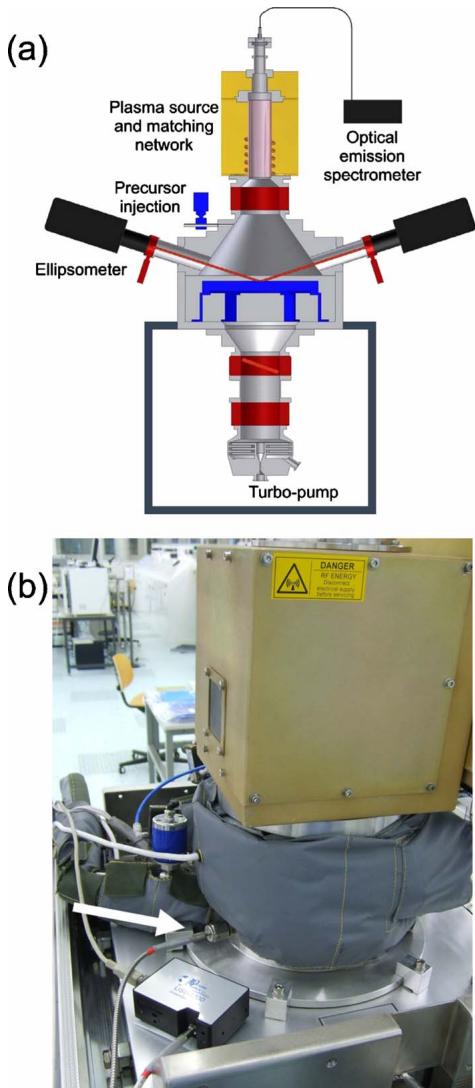 (a)
Plasma source
and matching
network
Optical
emission
spectrometer
Precursor
injection
Ellipsometer
Turbo-pump
(b)
DANGER
RF ENERGY
Disconnect
electrical supply
before servicing